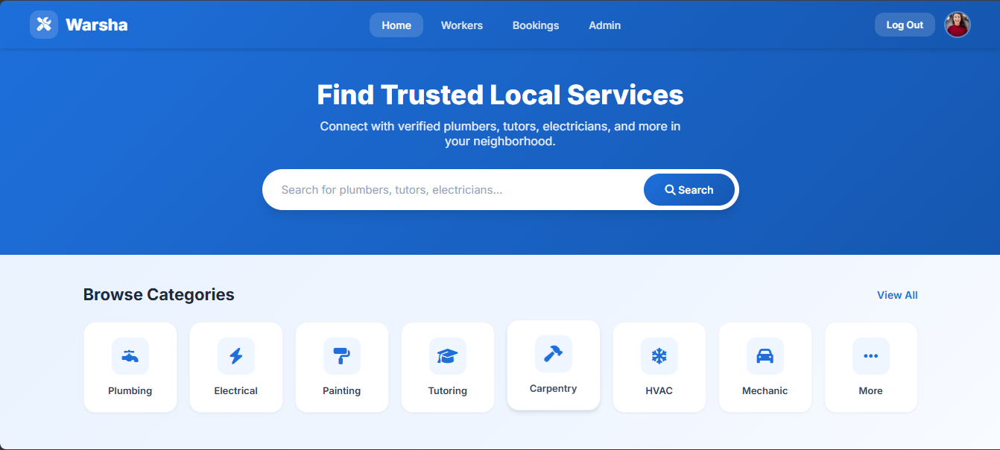 Warsha
Home
Workers
Bookings
Admin
Log Out
Find Trusted Local Services
Connect with verified plumbers, tutors, electricians, and more in
your neighborhood.
Search for plumbers, tutors, electricians...
Search
Browse Categories
View All
Plumbing
Electrical
Painting
Tutoring
Carpentry
HVAC
Mechanic
More